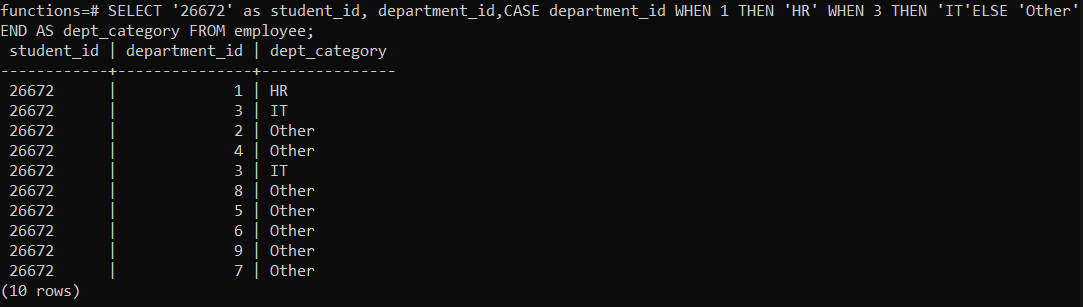 functions=# SELECT '26672' as student_id, department_id,CASE department_id WHEN 1 THEN 'HR' WHEN 3 THEN 'IT'ELSE 'Other'
END AS dept_category FROM employee;
 student_id | department_id | dept_category
------------+---------------+---------------
 26672      |             1 | HR
 26672      |             3 | IT
 26672      |             2 | Other
 26672      |             4 | Other
 26672      |             3 | IT
 26672      |             8 | Other
 26672      |             5 | Other
 26672      |             6 | Other
 26672      |             9 | Other
 26672      |             7 | Other
(10 rows)